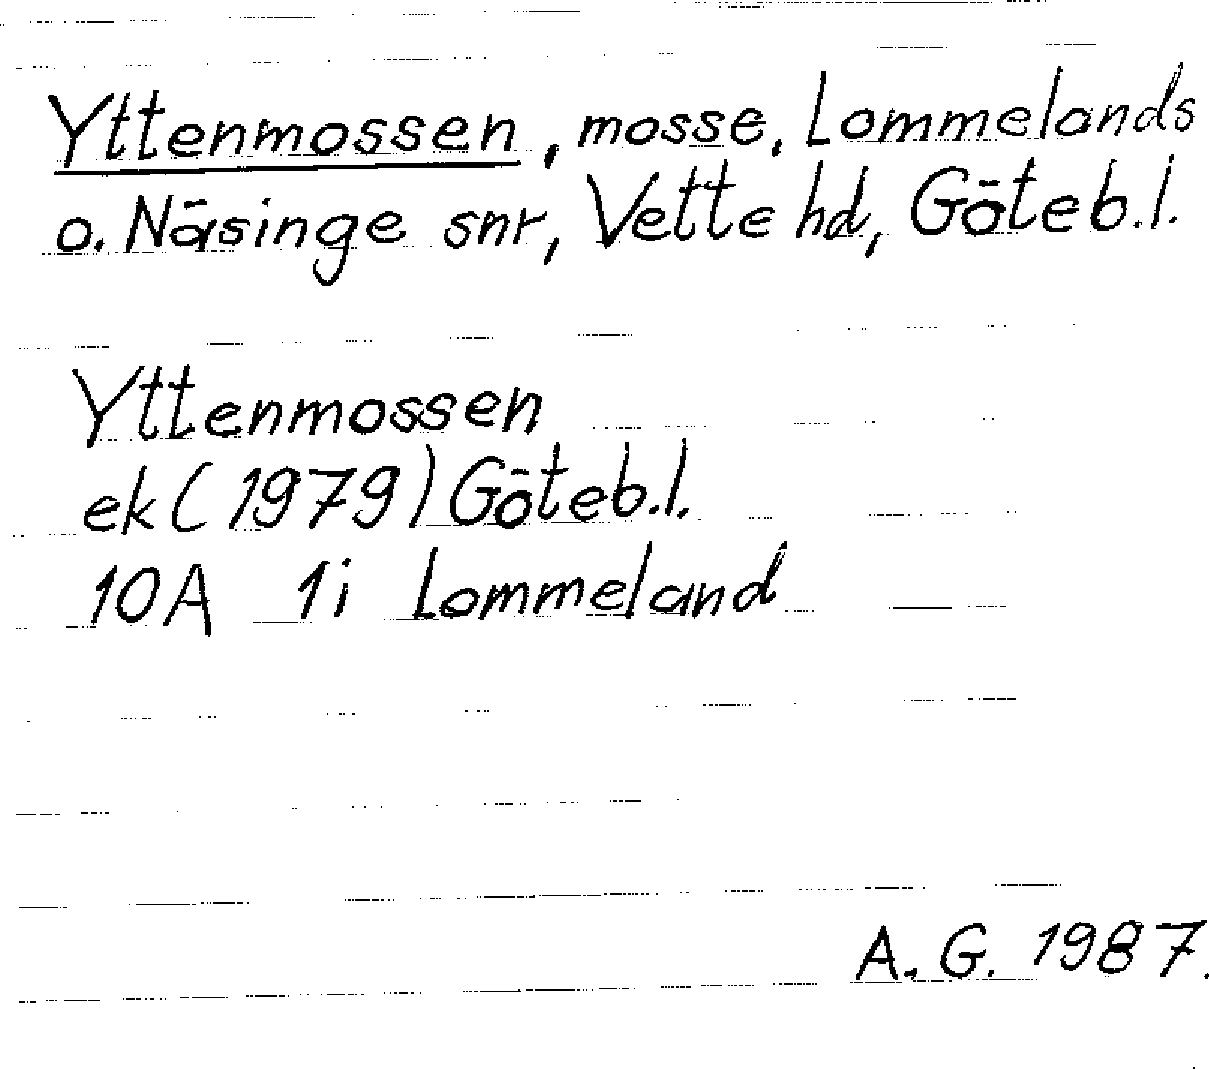 Yttenmossen, mosse, Lommelands
o. Näsinge snr, Vette hd, Göteb.l.
Yttenmossen
ek (1979) Göteb.l.
10A 1i Lommeland
A. G. 1987.